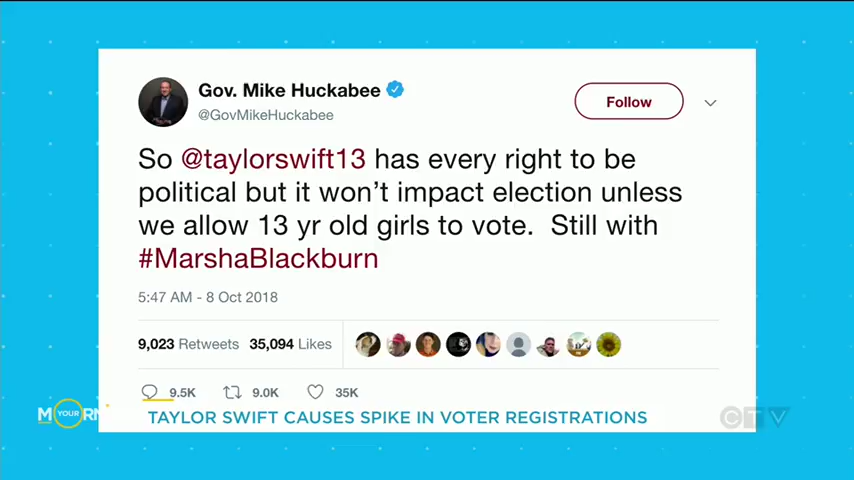 Gov. Mike Huckabee
@GovMikeHuckabee
Follow
So @taylorswift13 has every right to be
political but it won’t impact election unless
we allow 13 yr old girls to vote.  Still with
#MarshaBlackburn
5:47 AM - 8 Oct 2018
9,023 Retweets 35,094 Likes
9.5K 9.0K 35K
YOUR
MORN
TAYLOR SWIFT CAUSES SPIKE IN VOTER REGISTRATIONS
CTV